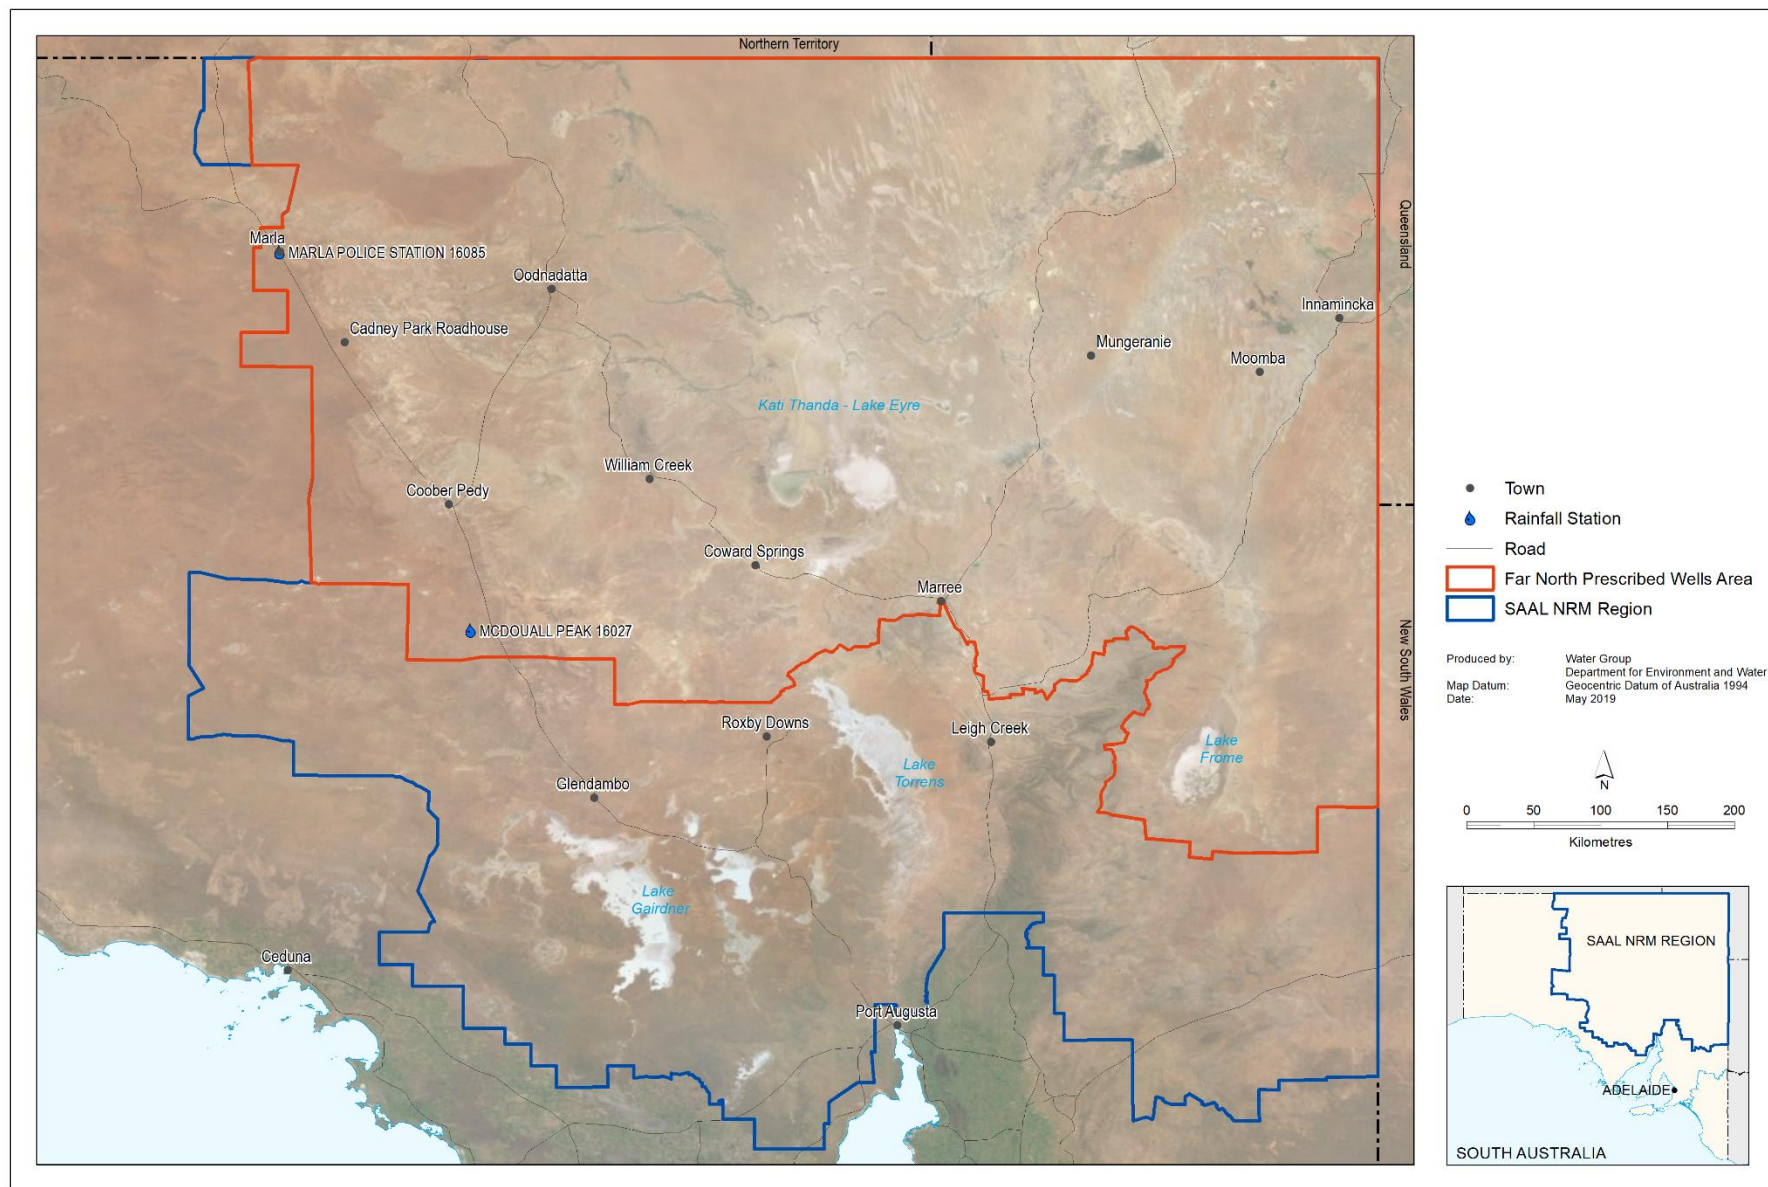 Northern Territory
Queensland
New South Wales
Marla
MARLA POLICE STATION 16085
Oodnadatta
Cadney Park Roadhouse
Innamincka
Mungeranie
Moomba
Kati Thanda - Lake Eyre
William Creek
Coober Pedy
Coward Springs
Marree
MCDOUALL PEAK 16027
Roxby Downs
Leigh Creek
Lake
Torrens
Lake
Frome
Glendambo
Lake
Gairdner
Ceduna
Port Augusta
Town
Rainfall Station
Road
Far North Prescribed Wells Area
SAAL NRM Region
Produced by: Water Group
Department for Environment and Water
Map Datum: Geocentric Datum of Australia 1994
Date: May 2019
N
0 50 100 150 200
Kilometres
SAAL NRM REGION
ADELAIDE
SOUTH AUSTRALIA